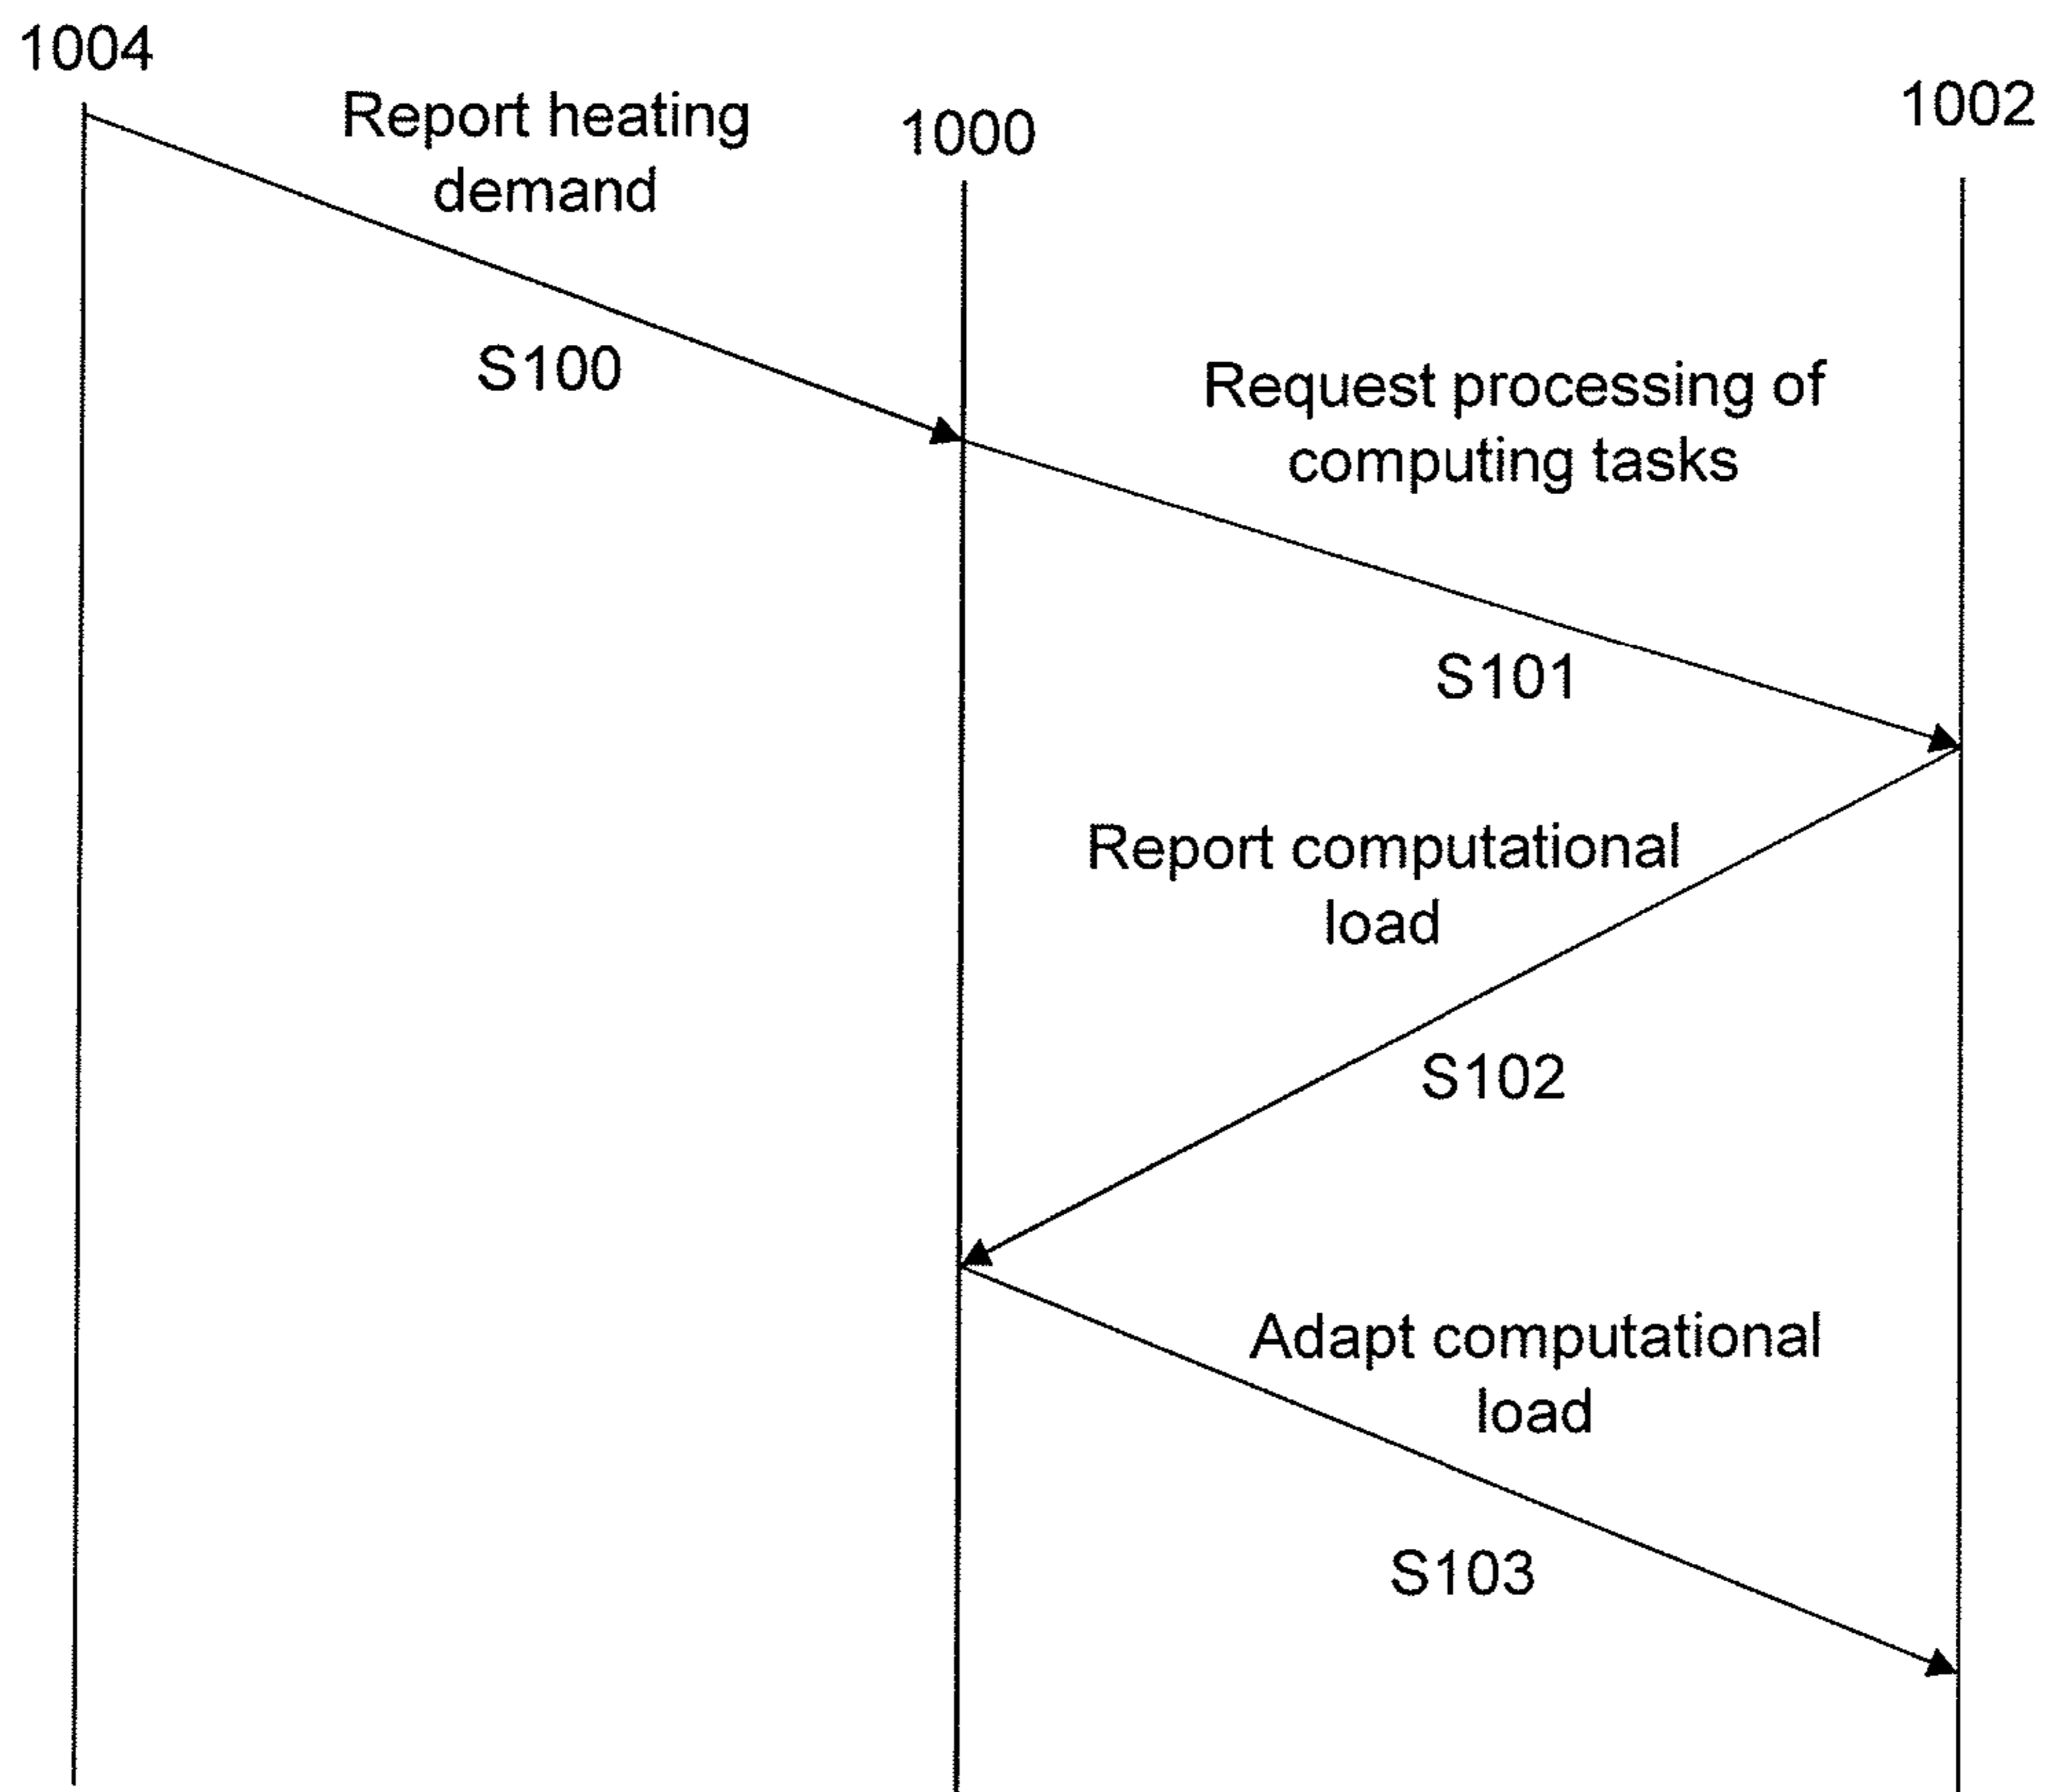 1004
Report heating
demand
1000
1002
S100
Request processing of
computing tasks
S101
Report computational
load
S102
Adapt computational
load
S103